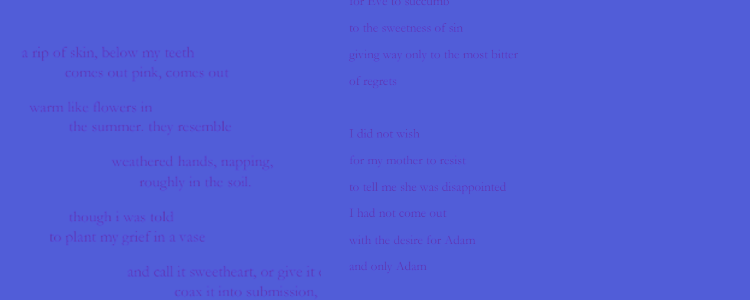 a rip of skin, below my teeth
comes out pink, comes out
warm like flowers in
the summer. they resemble
weathered hands, napping,
roughly in the soil.
though i was told
to plant my grief in a vase
and call it sweetheart, or give it
coax it into submission,
for Eve to succumb
to the sweetness of sin
giving way only to the most bitter
of regrets
I did not wish
for my mother to resist
to tell me she was disappointed
I had not come out
with the desire for Adam
and only Adam